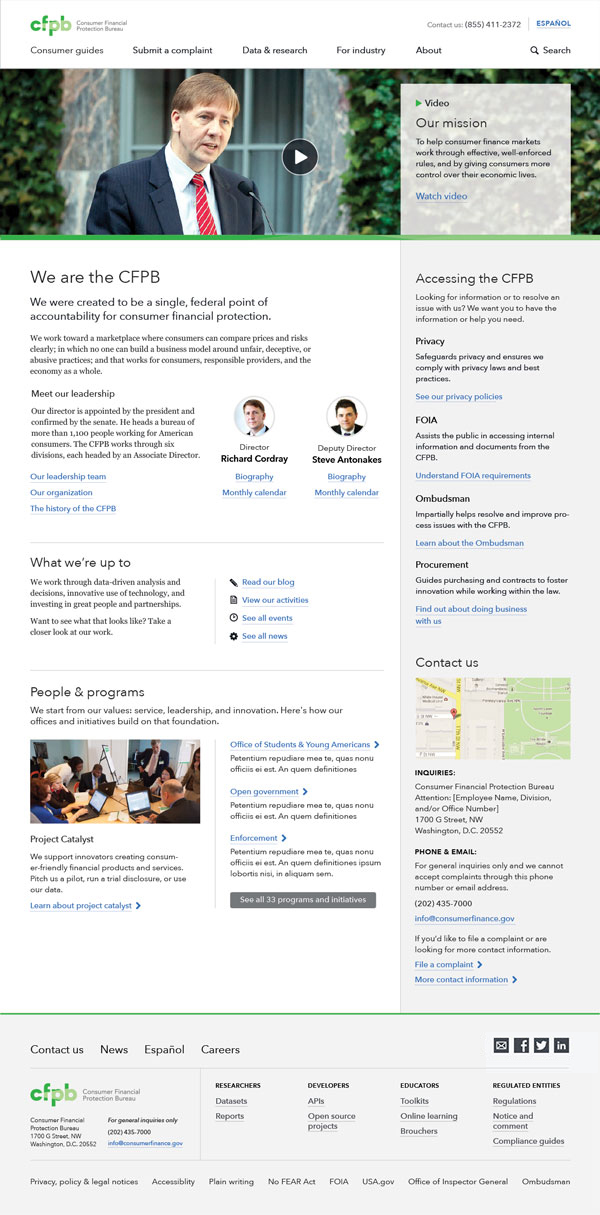 cfpb Consumer Financial
Protection Bureau
Contact us: (855) 411-2372
ESPAÑOL
Consumer guides
Submit a complaint
Data & research
For industry
About
Search
Video
Our mission
To help consumer finance markets
work through effective, well-enforced
rules, and by giving consumers more
control over their economic lives.
Watch video
We are the CFPB
We were created to be a single, federal point of
accountability for consumer financial protection.
We work toward a marketplace where consumers can compare prices and risks
clearly; in which no one can build a business model around unfair, deceptive, or
abusive practices; and that works for consumers, responsible providers, and the
economy as a whole.
Meet our leadership
Our director is appointed by the president and
confirmed by the senate. He heads a bureau of
more than 1,100 people working for American
consumers. The CFPB works through six
divisions, each headed by an Associate Director.
Our leadership team
Our organization
The history of the CFPB
Director
Richard Cordray
Biography
Monthly calendar
Deputy Director
Steve Antonakes
Biography
Monthly calendar
What we're up to
We work through data-driven analysis and
decisions, innovative use of technology, and
investing in great people and partnerships.
Want to see what that looks like? Take a
closer look at our work.
Read our blog
View our activities
See all events
See all news
People & programs
We start from our values: service, leadership, and innovation. Here's how our
offices and initiatives build on that foundation.
Project Catalyst
We support innovators creating consum-
er-friendly financial products and services.
Pitch us a pilot, run a trial disclosure, or use
our data.
Learn about project catalyst
Office of Students & Young Americans
Petentium repudiare mea te, quas nonu
officiis ei est. An quem definitiones
Open government
Petentium repudiare mea te, quas nonu
officiis ei est. An quem definitiones
Enforcement
Petentium repudiare mea te, quas nonu
officiis ei est. An quem definitiones ipsum
lobortis nisi, in aliquam sem.
See all 33 programs and initiatives
Accessing the CFPB
Looking for information or to resolve an
issue with us? We want you to have the
information or help you need.
Privacy
Safeguards privacy and ensures we
comply with privacy laws and best
practices.
See our privacy policies
FOIA
Assists the public in accessing internal
information and documents from the
CFPB.
Understand FOIA requirements
Ombudsman
Impartially helps resolve and improve pro-
cess issues with the CFPB.
Learn about the Ombudsman
Procurement
Guides purchasing and contracts to foster
innovation while working within the law.
Find out about doing business
with us
Contact us
INQUIRIES:
Consumer Financial Protection Bureau
Attention: [Employee Name, Division,
and/or Office Number]
1700 G Street, NW
Washington, D.C. 20552
PHONE & EMAIL:
For general inquiries only and we cannot
accept complaints through this phone
number or email address.
(202) 435-7000
info@consumerfinance.gov
If you'd like to file a complaint or are
looking for more contact information.
File a complaint
More contact information
Contact us
News
Español
Careers
cfpb Consumer Financial
Protection Bureau
Consumer Financial
Protection Bureau
1700 G Street, NW
Washington, D.C. 20552
For general inquiries only
(202) 435-7000
info@consumerfinance.gov
RESEARCHERS
Datasets
Reports
DEVELOPERS
APIs
Open source
projects
EDUCATORS
Toolkits
Online learning
Brouchers
REGULATED ENTITIES
Regulations
Notice and
comment
Compliance guides
Privacy, policy & legal notices
Accessiblity
Plain writing
No FEAR Act
FOIA
USA.gov
Office of Inspector General
Ombudsman